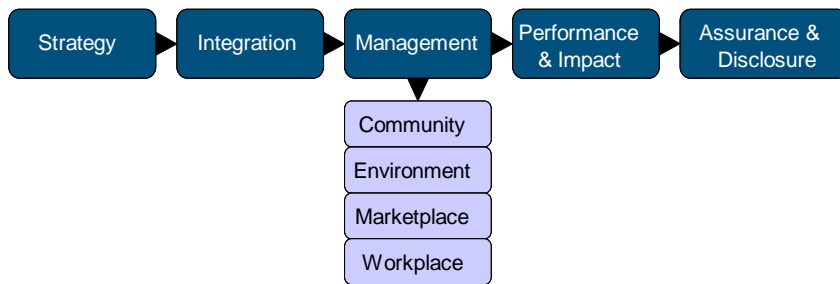 Strategy
Integration
Management
Performance
& Impact
Assurance &
Disclosure
Community
Environment
Marketplace
Workplace